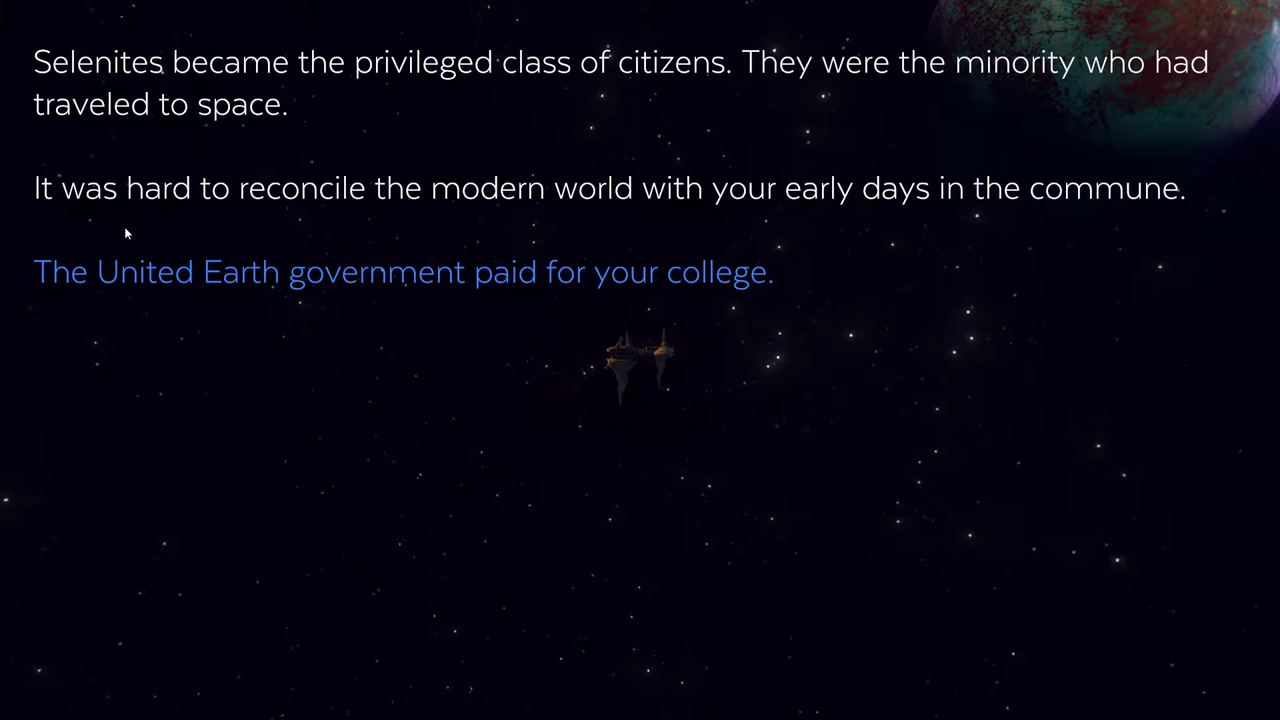 Selenites became the privileged class of citizens. They were the minority who had
traveled to space.
It was hard to reconcile the modern world with your early days in the commune.
The United Earth government paid for your college.